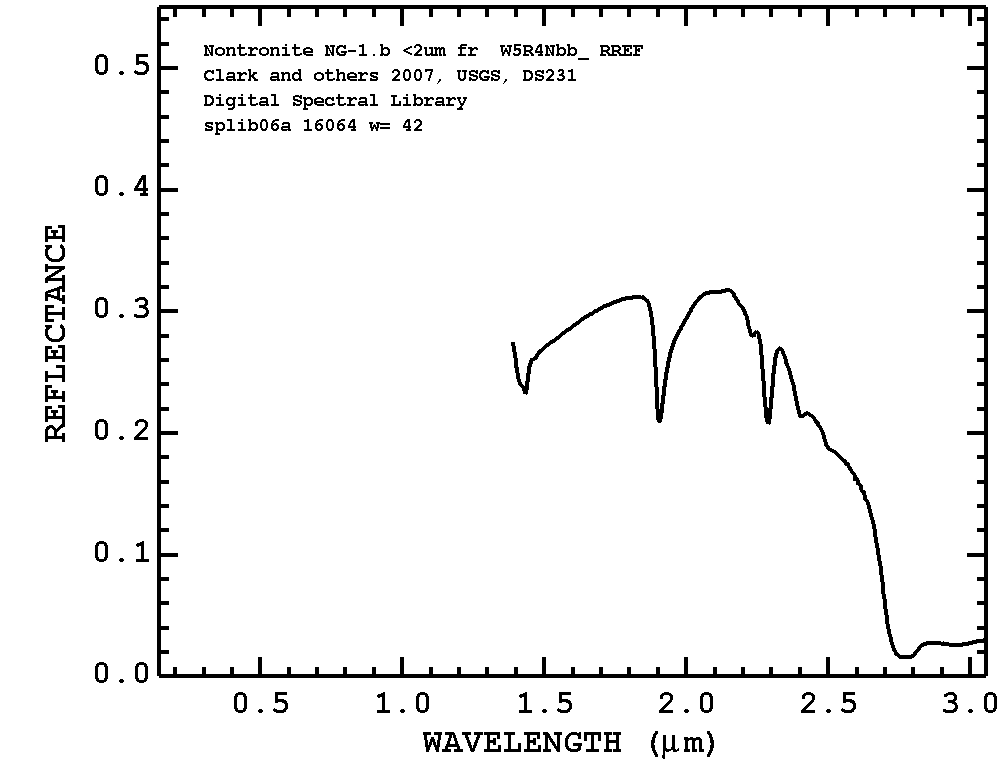 Nontronite NG-1.b <2um fr W5R4Nbb_ RREF
Clark and others 2007, USGS, DS231
Digital Spectral Library
splib06a 16064 w= 42
0.5
0.4
0.3
0.2
0.1
0.0
REFLECTANCE
0.5 1.0 1.5 2.0 2.5 3.0
WAVELENGTH (μm)